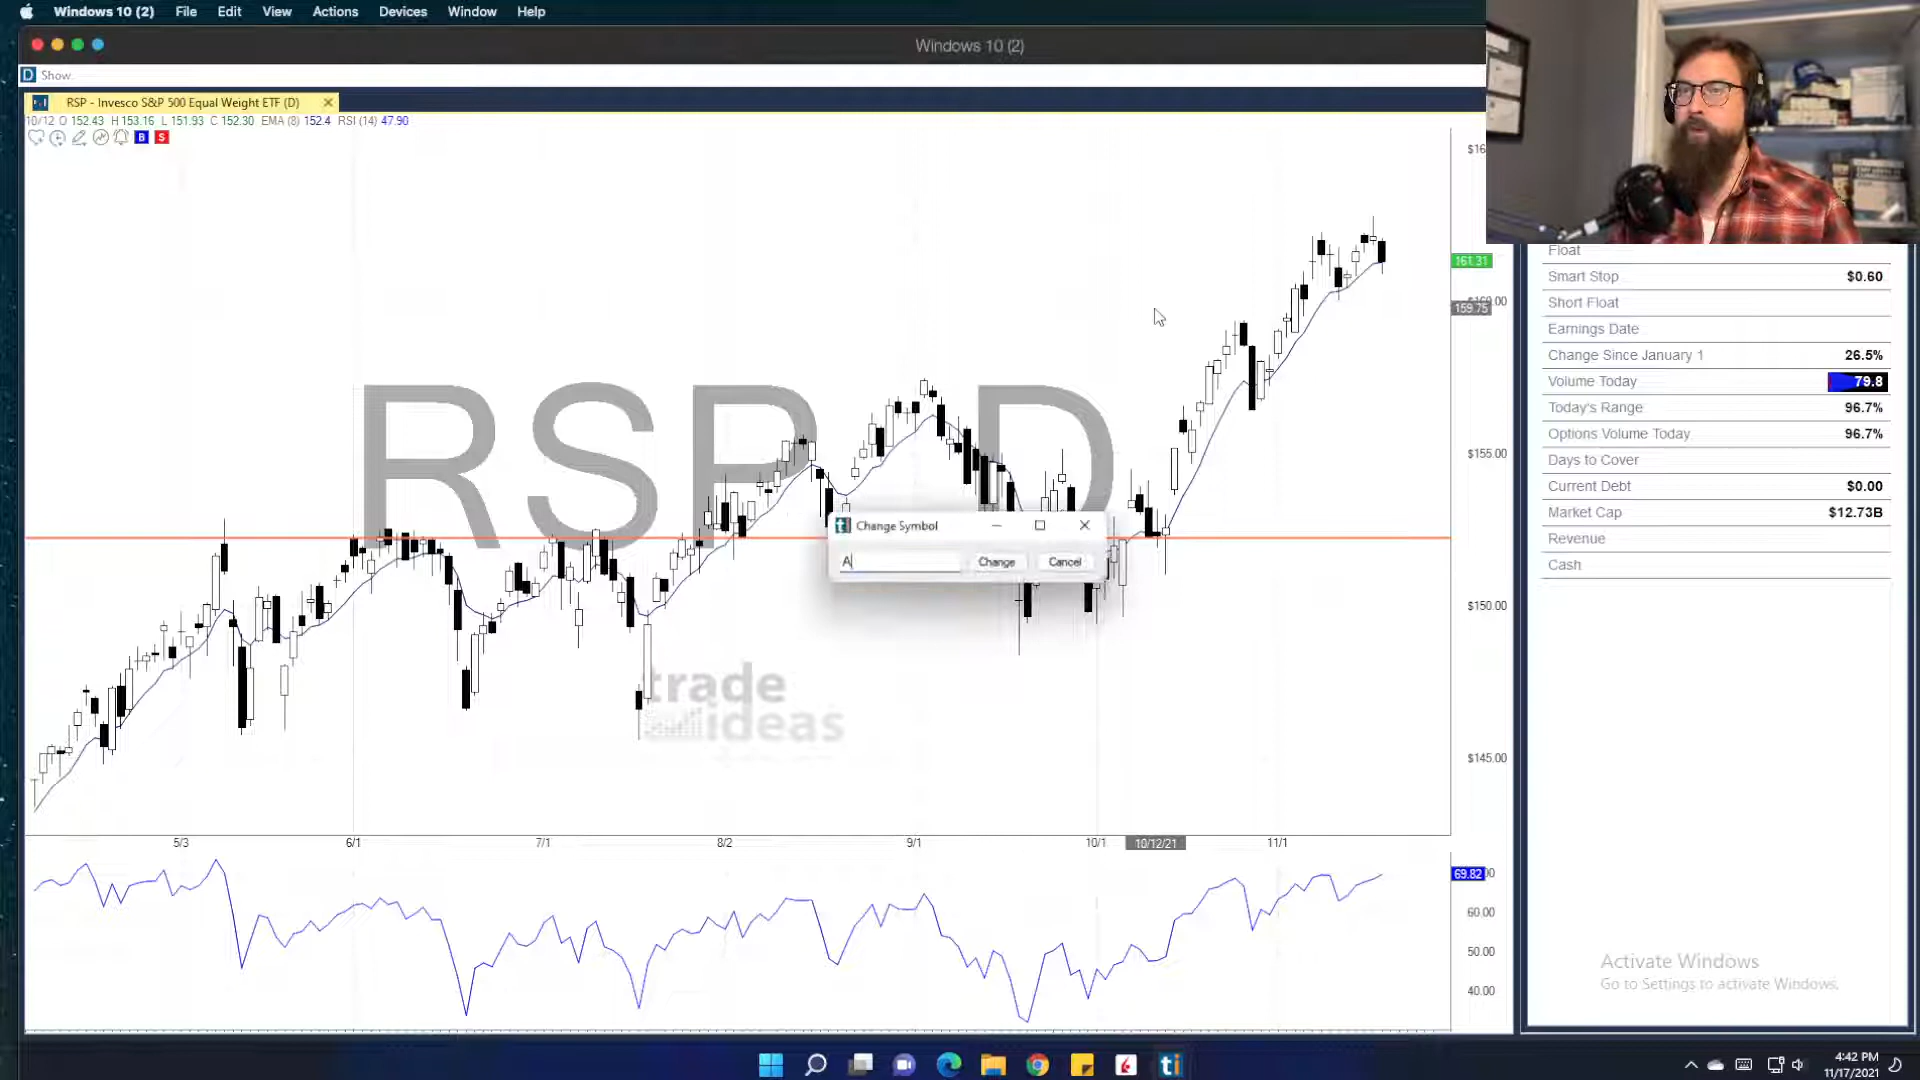 Windows 10 (2) File Edit View Actions Devices Window Help
Windows 10 (2)
D Show
RSP - Invesco S&P 500 Equal Weight ETF (D)
10/12 O 152.43 H 153.16 L 151.93 C 152.30 EMA (8) 152.4 RSI (14) 47.90
B S
RSP D
trade
ideas
Change Symbol
A
Change Cancel
161.31
159.75
$155.00
$150.00
$145.00
5/3 6/1 7/1 8/2 9/1 10/1 10/12/21 11/1
69.82
60.00
50.00
40.00
Float
Smart Stop $0.60
Short Float
Earnings Date
Change Since January 1 26.5%
Volume Today 79.8
Today's Range 96.7%
Options Volume Today 96.7%
Days to Cover
Current Debt $0.00
Market Cap $12.73B
Revenue
Cash
Activate Windows
Go to Settings to activate Windows.
ti
4:42 PM
11/17/2021